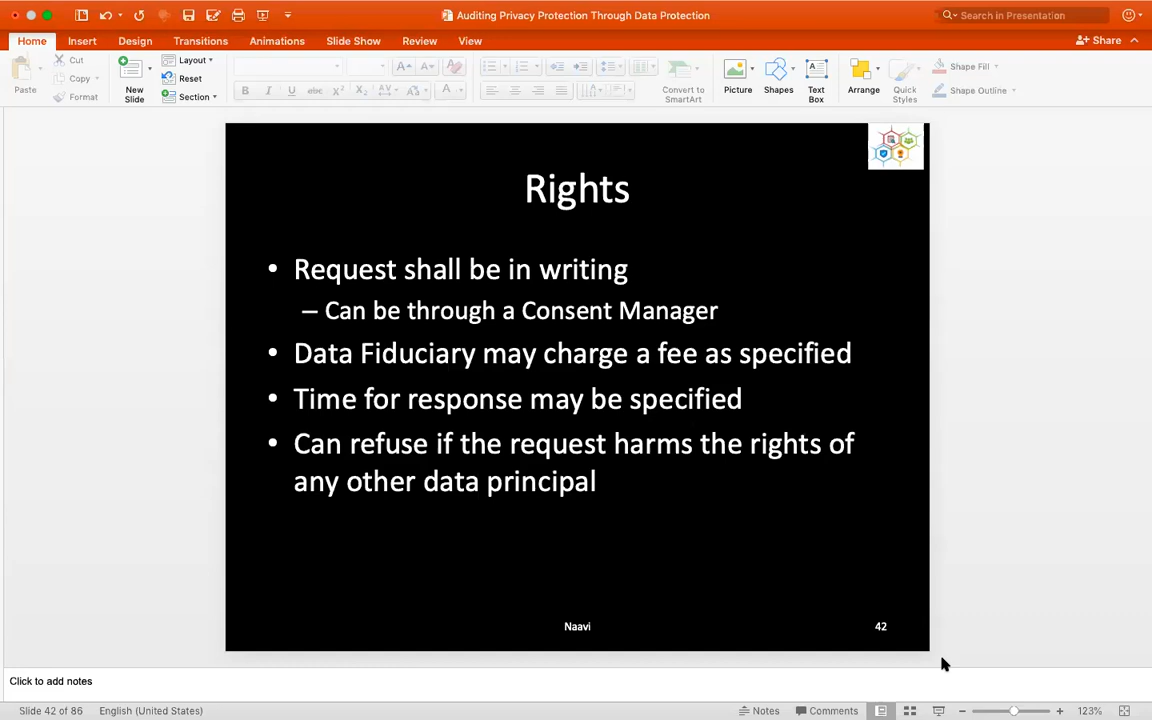 Auditing Privacy Protection Through Data Protection
Search in Presentation
Home Insert Design Transitions Animations Slide Show Review View
Share
Paste
Cut
Copy
Format
New Slide
Layout
Reset
Section
Convert to SmartArt
Picture
Shapes
Text Box
Arrange
Quick Styles
Shape Fill
Shape Outline
Rights
• Request shall be in writing
– Can be through a Consent Manager
• Data Fiduciary may charge a fee as specified
• Time for response may be specified
• Can refuse if the request harms the rights of
any other data principal
Naavi
42
Click to add notes
Slide 42 of 86 English (United States) Notes Comments 123%